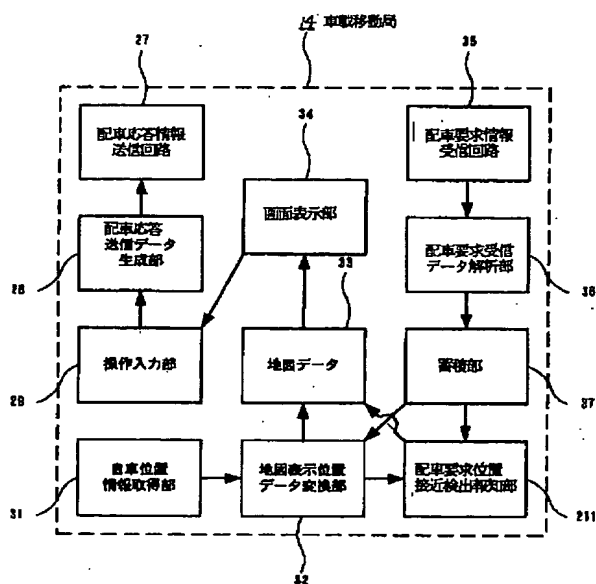 14 車載移動局
27
35
配車応答情報
送信回路
34
配車要求情報
受信回路
画面表示部
配車応答
送信データ
生成部
28
33
配車要求受信
データ解析部
36
操作入力部
29
地図データ
蓄積部
37
自車位置
情報取得部
31
地図表示位置
データ変換部
32
配車要求位置
接近検出報知部
211